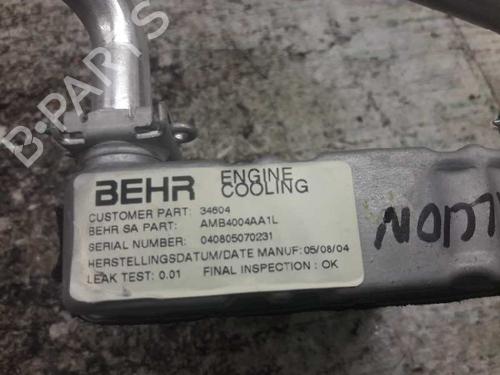 B-PARTS
BEHR ENGINE COOLING
CUSTOMER PART: 34604
BEHR SA PART: AMB4004AA1L
SERIAL NUMBER: 040805070231
HERSTELLINGSDATUM/DATE MANUF: 05/08/04
LEAK TEST: 0.01 FINAL INSPECTION : OK